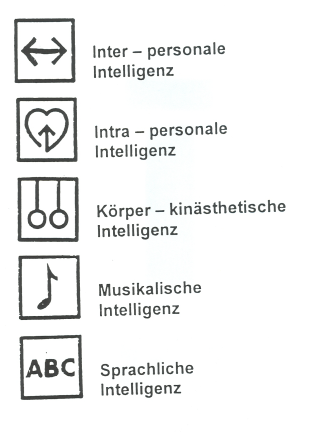 Inter – personale
Intelligenz
Intra – personale
Intelligenz
Körper – kinästhetische
Intelligenz
Musikalische
Intelligenz
ABC
Sprachliche
Intelligenz